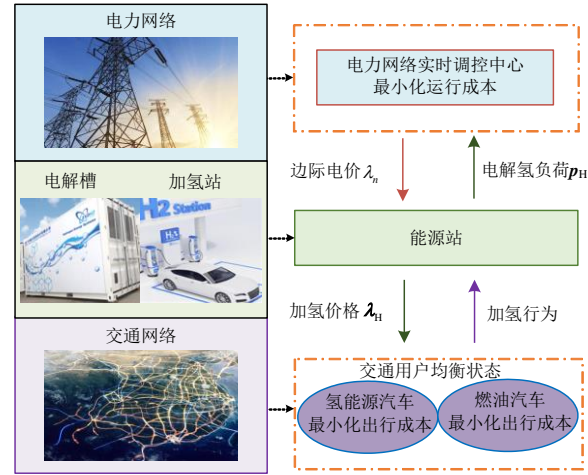 电力网络
电解槽
加氢站
H2 Station
H2
交通网络
电力网络实时调控中心
最小化运行成本
边际电价 λn
电解氢负荷pH
能源站
加氢价格 λH
加氢行为
交通用户均衡状态
氢能源汽车
最小化出行成本
燃油汽车
最小化出行成本